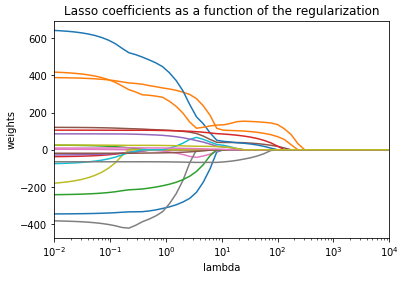 Lasso coefficients as a function of the regularization
weights
600
400
200
0
−200
−400
10⁻² 10⁻¹ 10⁰ 10¹ 10² 10³ 10⁴
lambda